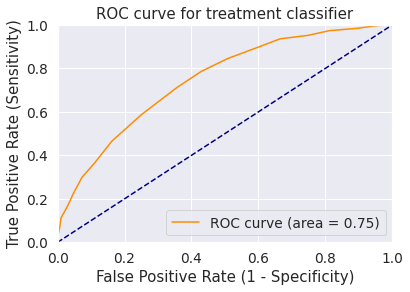 ROC curve for treatment classifier
True Positive Rate (Sensitivity)
1.0
0.8
0.6
0.4
0.2
0.0
ROC curve (area = 0.75)
0.0 0.2 0.4 0.6 0.8 1.0
False Positive Rate (1 - Specificity)